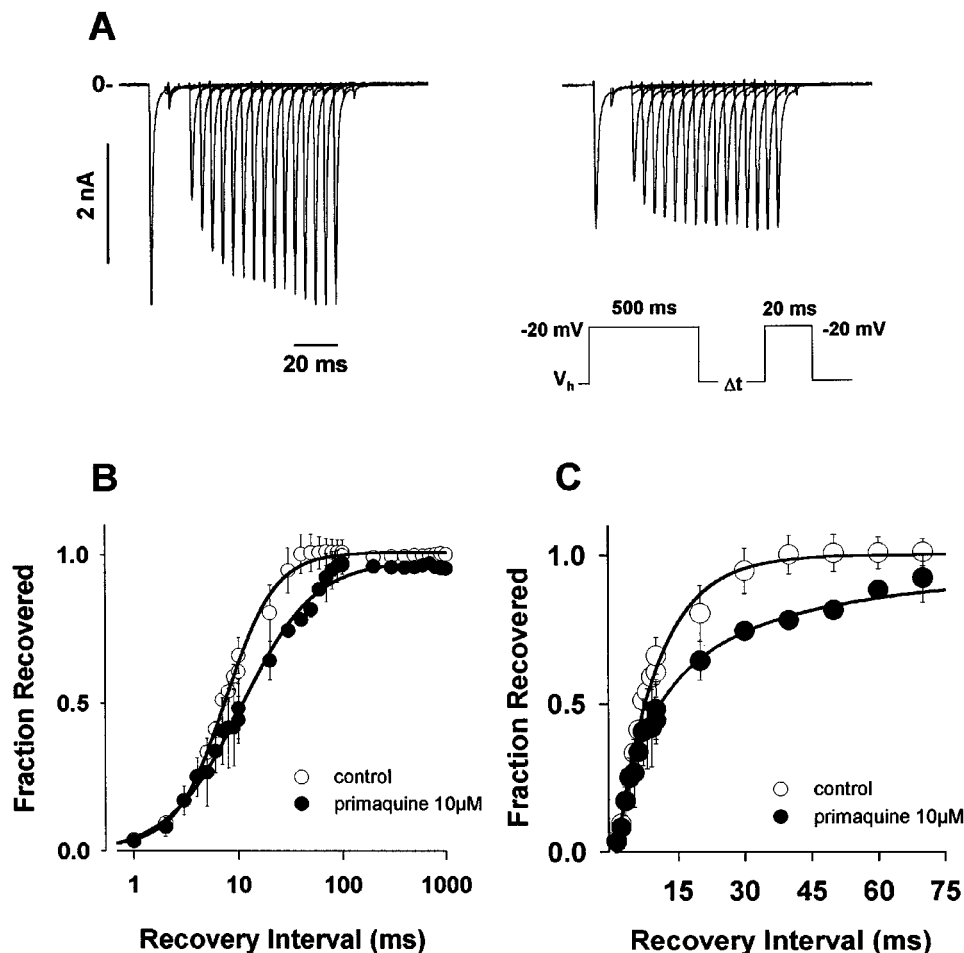 A
0-
2 nA
20 ms
500 ms
20 ms
-20 mV
-20 mV
Vh
Δt
B
Fraction Recovered
1.0
0.5
0.0
control
primaquine 10µM
1
10
100
1000
Recovery Interval (ms)
C
Fraction Recovered
1.0
0.5
0.0
control
primaquine 10µM
15
30
45
60
75
Recovery Interval (ms)